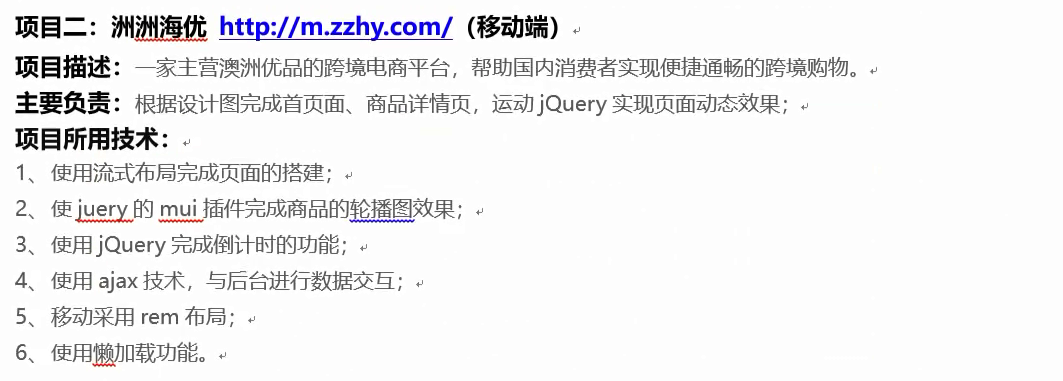 项目二：洲洲海优 http://m.zzhy.com/（移动端）
项目描述：一家主营澳洲优品的跨境电商平台，帮助国内消费者实现便捷通畅的跨境购物。
主要负责：根据设计图完成首页面、商品详情页，运动 jQuery 实现页面动态效果；
项目所用技术：
1、使用流式布局完成页面的搭建；
2、使 juery 的 mui 插件完成商品的轮播图效果；
3、使用 jQuery 完成倒计时的功能；
4、使用 ajax 技术，与后台进行数据交互；
5、移动采用 rem 布局；
6、使用懒加载功能。